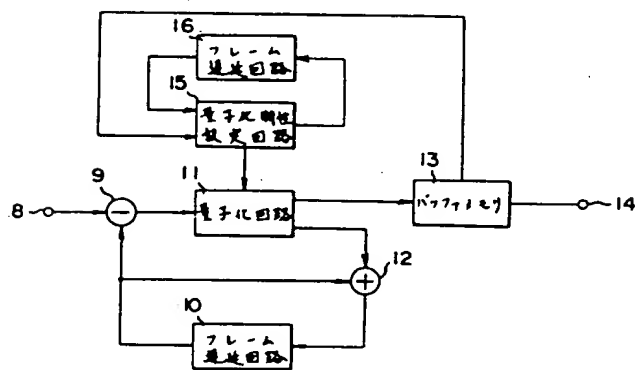 16
フレーム
遅延回路
15
量子化特性
設定回路
9
11
13
8
量子化回路
バッファメモリ
14
12
10
フレーム
遅延回路